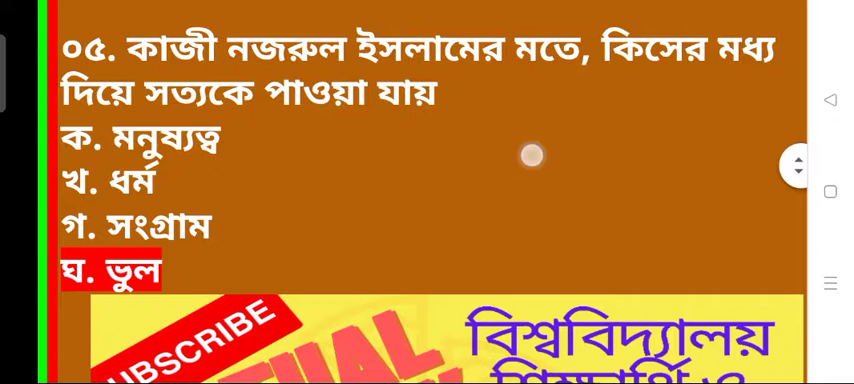 ০৫. কাজী নজরুল ইসলামের মতে, কিসের মধ্য
দিয়ে সত্যকে পাওয়া যায়
ক. মনুষ্যত্ব
খ. ধর্ম
গ. সংগ্রাম
ঘ. ভুল
SUBSCRIBE
বিশ্ববিদ্যালয়
শিক্ষার্থী ও